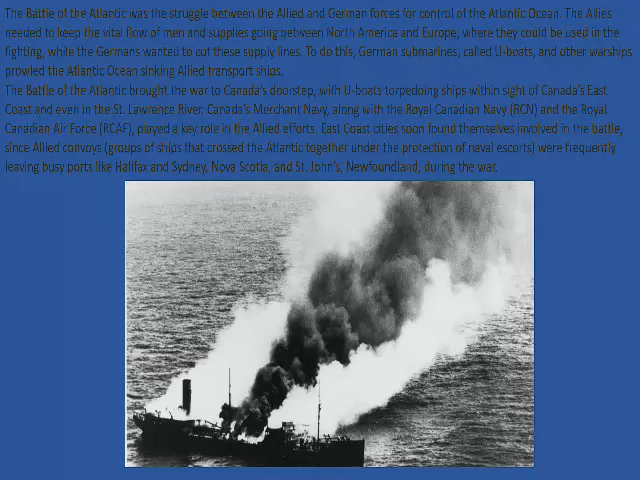 The Battle of the Atlantic was the struggle between the Allied and German forces for control of the Atlantic Ocean. The Allies
needed to keep the vital flow of men and supplies going between North America and Europe, where they could be used in the
fighting, while the Germans wanted to cut these supply lines. To do this, German submarines, called U-boats, and other warships
prowled the Atlantic Ocean sinking Allied transport ships.
The Battle of the Atlantic brought the war to Canada's doorstep, with U-boats torpedoing ships within sight of Canada's East
Coast and even in the St. Lawrence River. Canada's Merchant Navy, along with the Royal Canadian Navy (RCN) and the Royal
Canadian Air Force (RCAF), played a key role in the Allied efforts. East Coast cities soon found themselves involved in the battle,
since Allied convoys (groups of ships that crossed the Atlantic together under the protection of naval escorts) were frequently
leaving busy ports like Halifax and Sydney, Nova Scotia, and St. John's, Newfoundland, during the war.